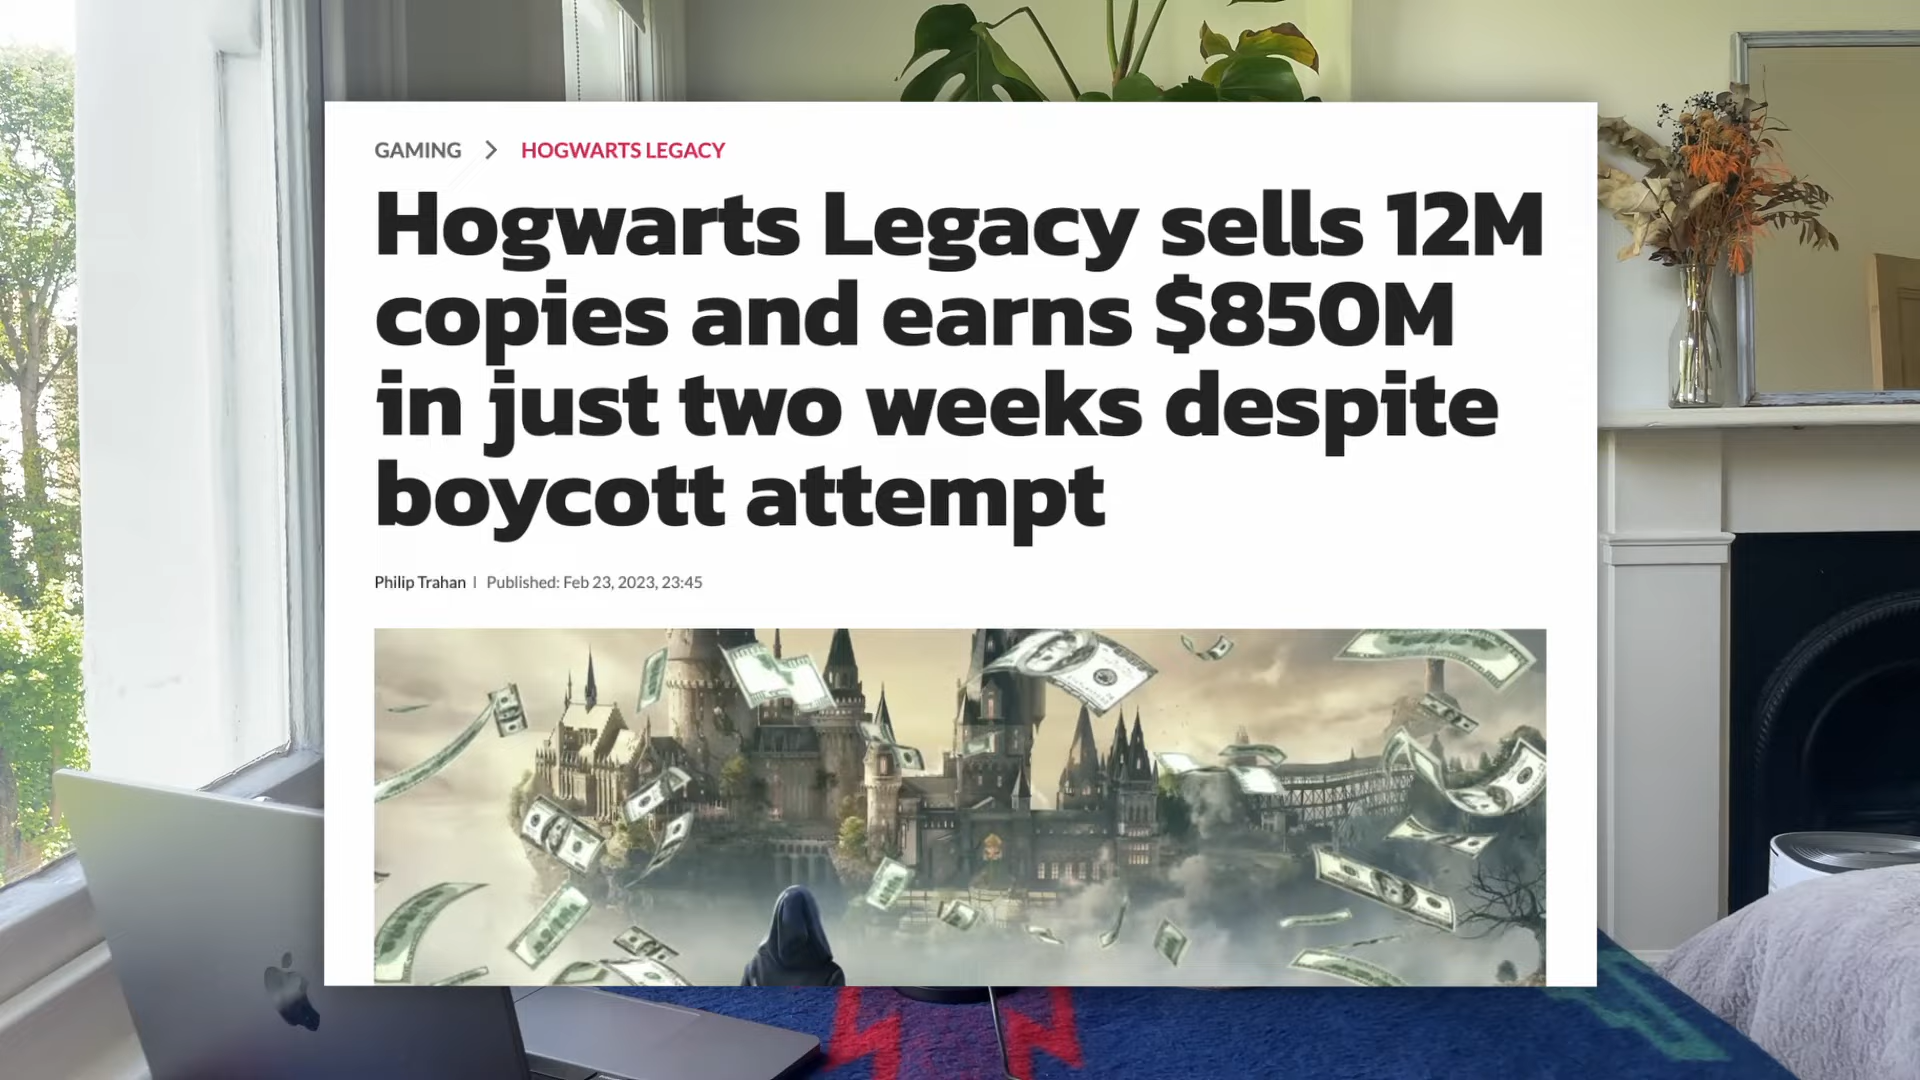 GAMING > HOGWARTS LEGACY
Hogwarts Legacy sells 12M
copies and earns $850M
in just two weeks despite
boycott attempt
Philip Trahan | Published: Feb 23, 2023, 23:45